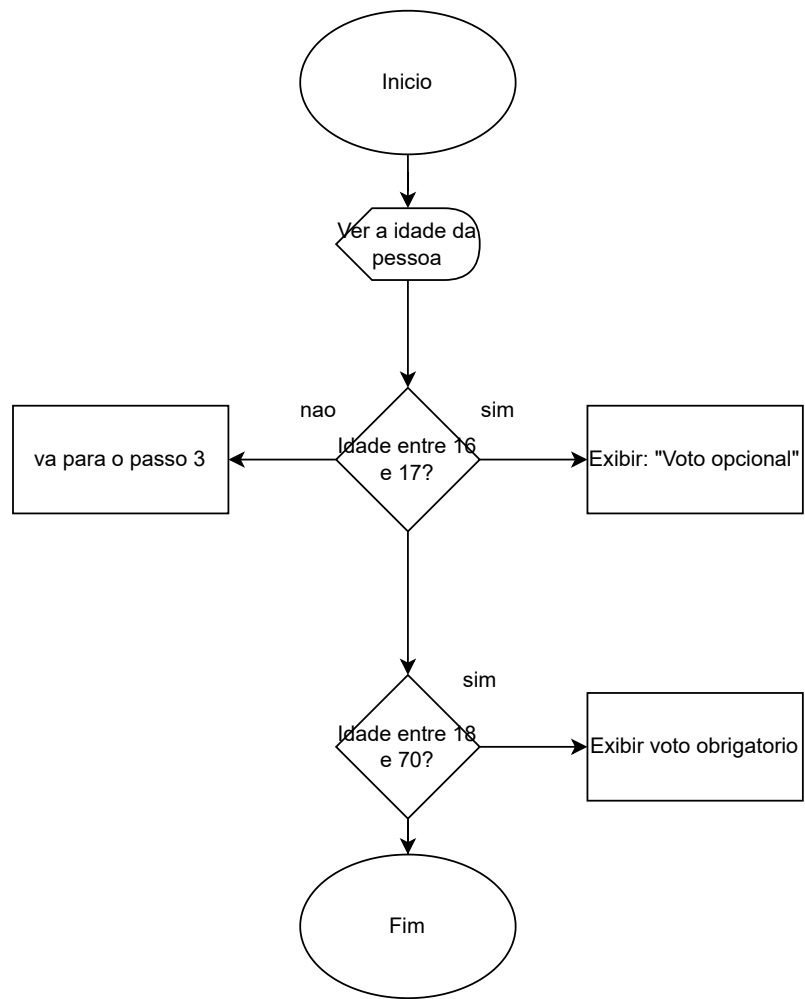 Inicio
Ver a idade da
pessoa
nao
sim
va para o passo 3
Idade entre 16
e 17?
Exibir: "Voto opcional"
sim
Idade entre 18
e 70?
Exibir voto obrigatorio
Fim